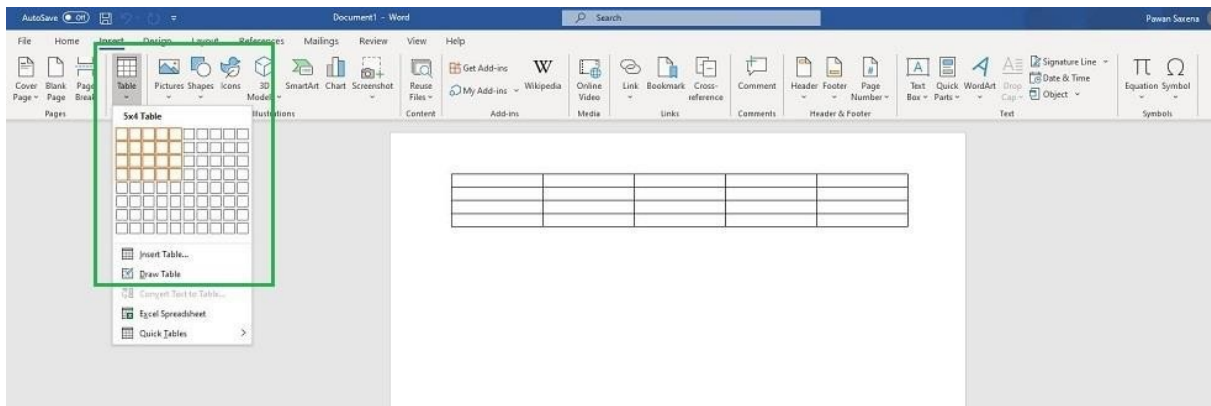 AutoSave Off Document1 - Word Search Pawan Saxena
File Home Insert Design Layout References Mailings Review View Help
Cover Page Blank Page Page Break Table Pictures Shapes Icons 3D Models SmartArt Chart Screenshot Reuse Files Get Add-ins My Add-ins Wikipedia Online Video Link Bookmark Cross-reference Comment Header Footer Page Number Text Box Quick Parts WordArt Drop Cap Signature Line Date & Time Object Equation Symbol
Pages Illustrations Content Add-ins Media Links Comments Header & Footer Text Symbols
5x4 Table
Insert Table...
Draw Table
Convert Text to Table...
Excel Spreadsheet
Quick Tables